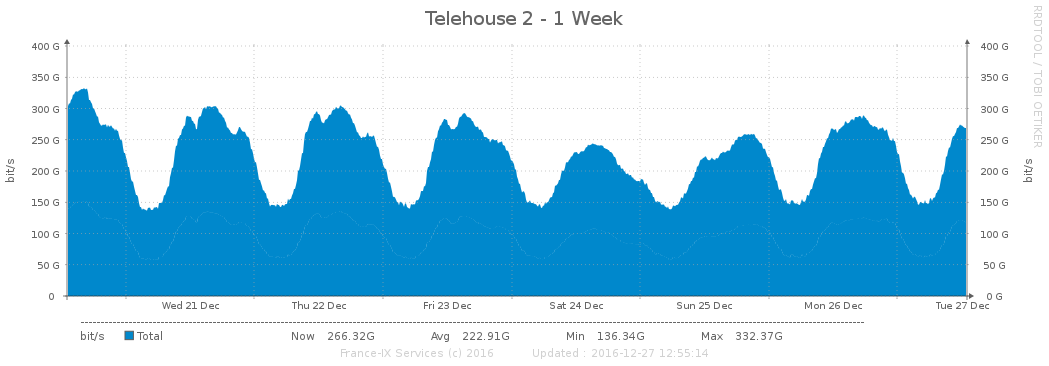 Telehouse 2 - 1 Week
RRDTOOL / TOBI OETIKER
400 G 400 G
350 G 350 G
300 G 300 G
250 G 250 G
200 G 200 G
150 G 150 G
100 G 100 G
50 G 50 G
0 0 G
bit/s bit/s
Wed 21 Dec Thu 22 Dec Fri 23 Dec Sat 24 Dec Sun 25 Dec Mon 26 Dec Tue 27 Dec
bit/s Total Now 266.32G Avg 222.91G Min 136.34G Max 332.37G
France-IX Services (c) 2016 Updated : 2016-12-27 12:55:14